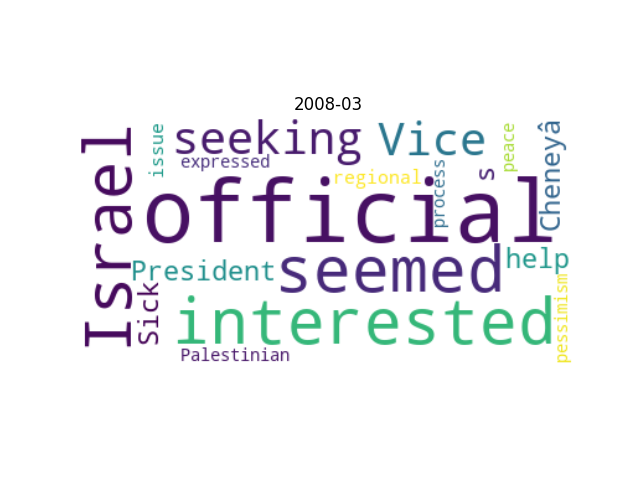 2008-03
issue
seeking
Vice
peace
Cheneyâ
Israel
expressed
process
regional
s
official
President
seemed
help
Sick
interested
pessimism
Palestinian